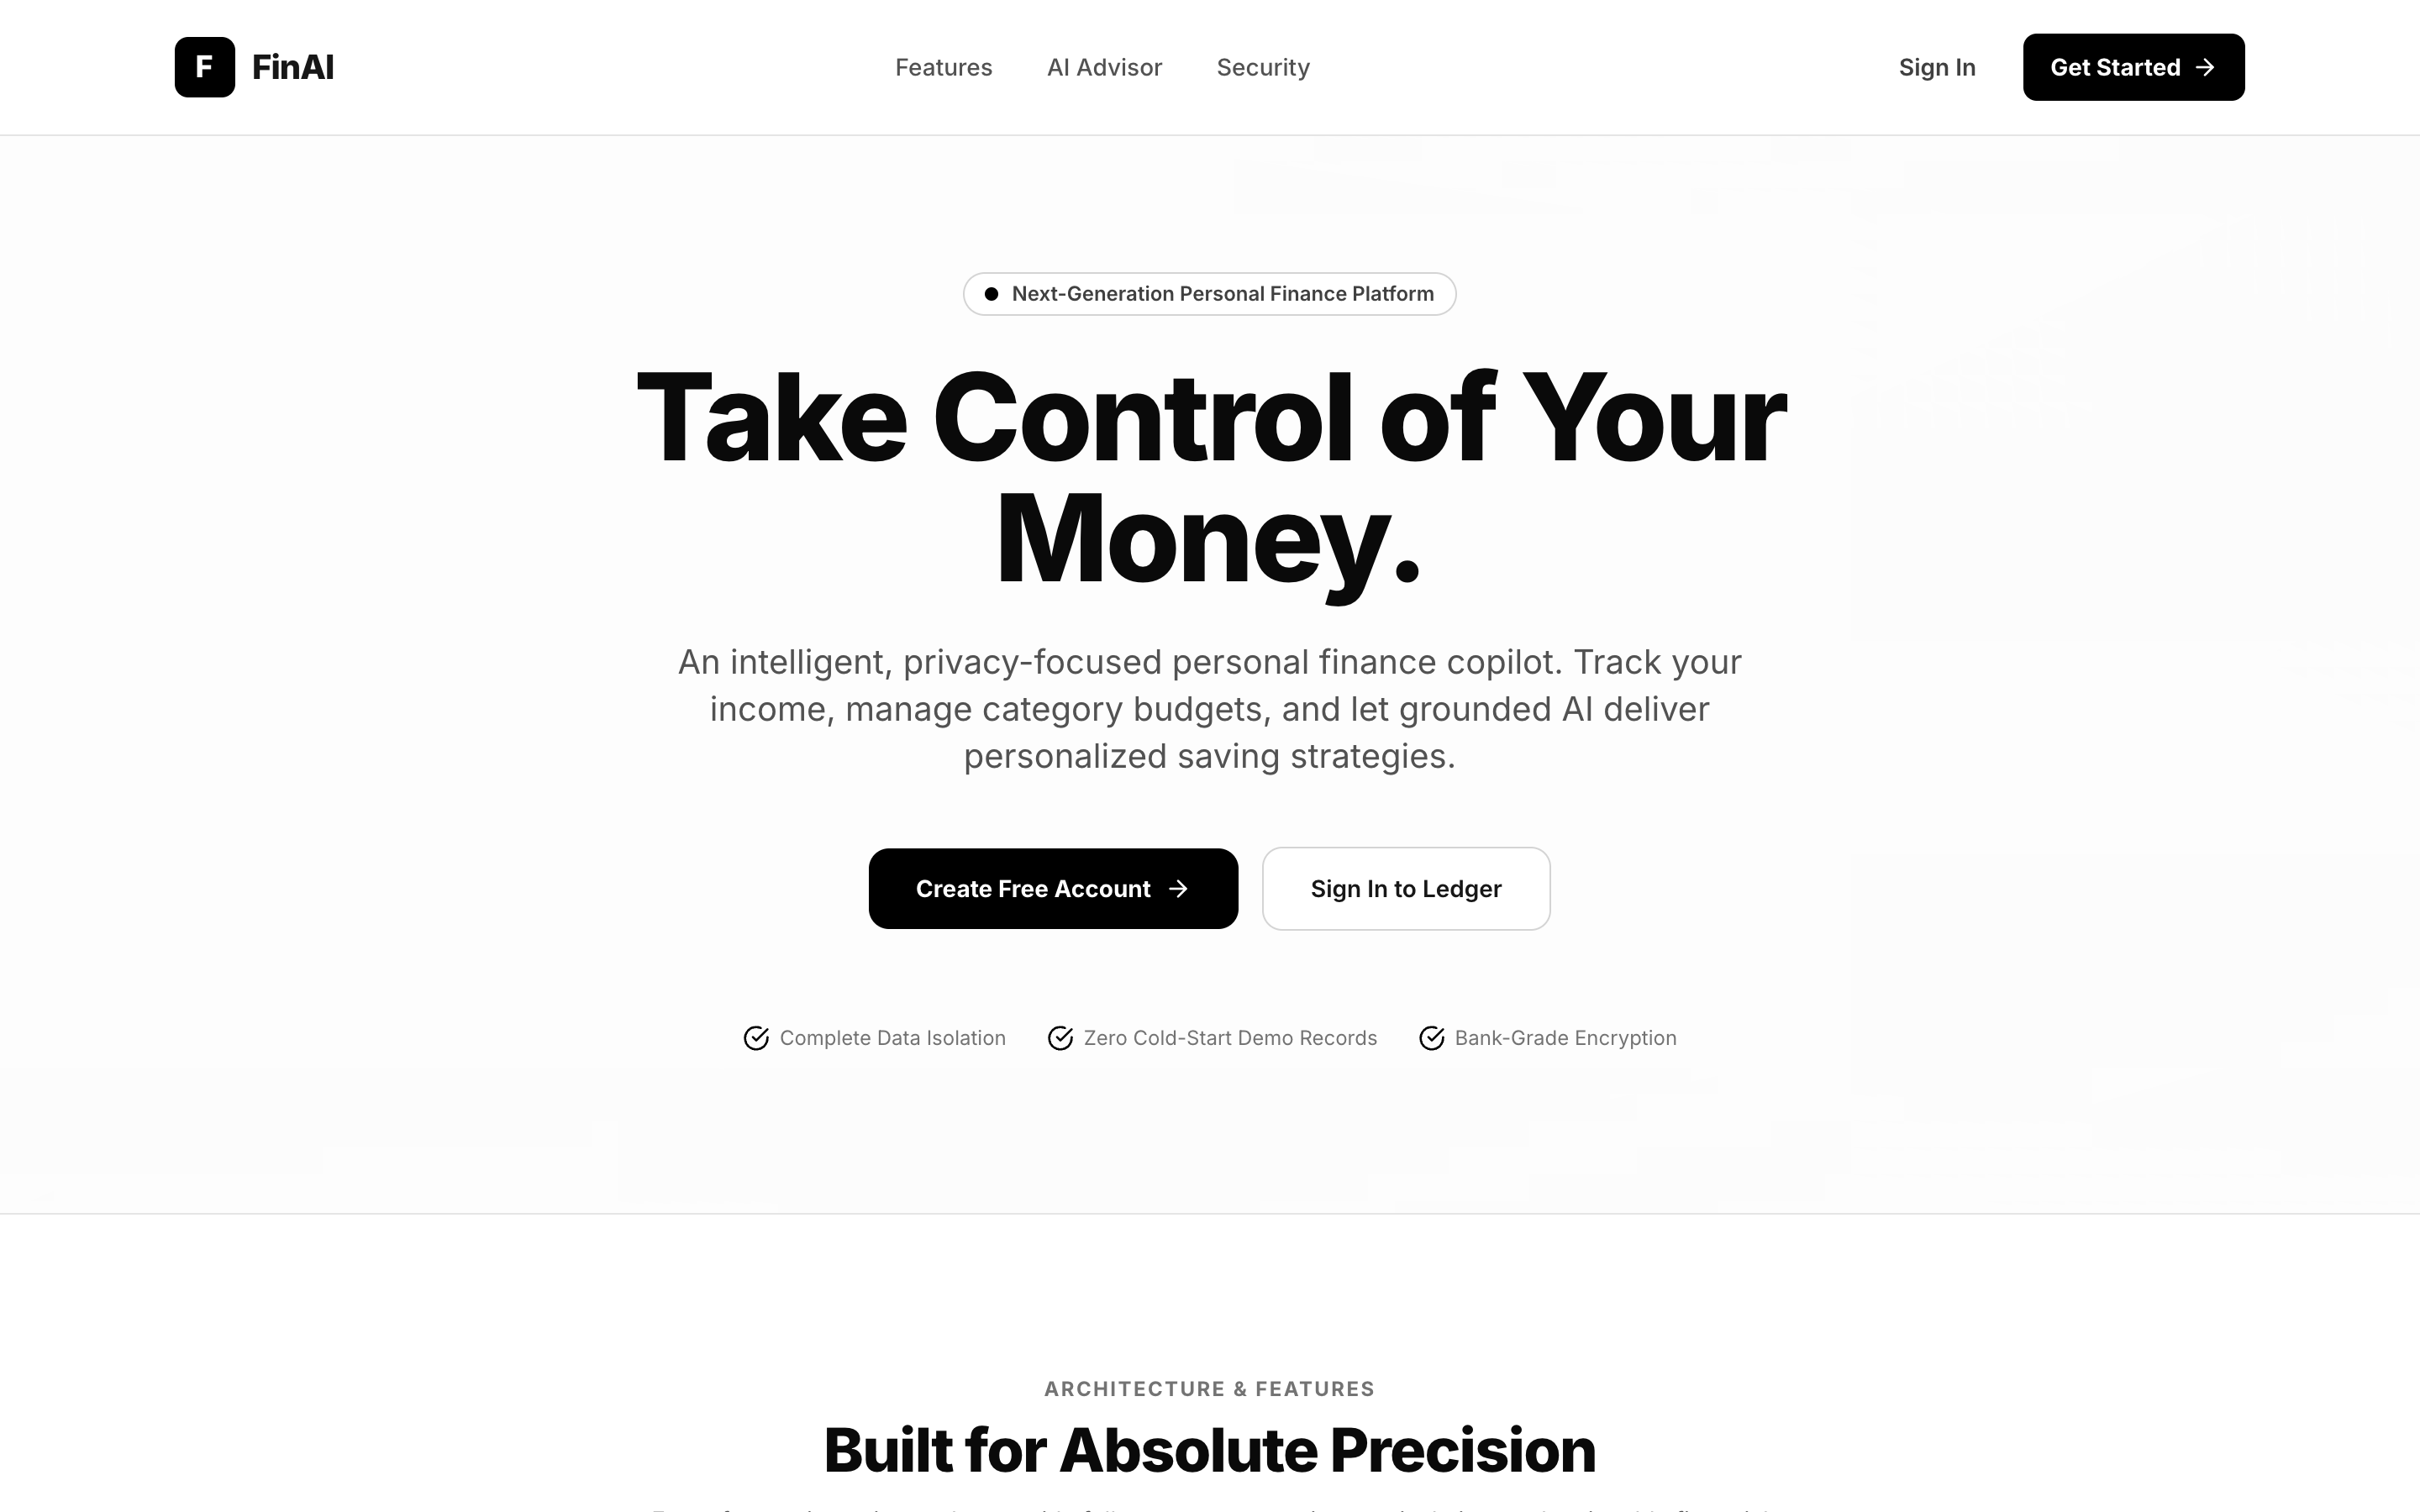 F FinAI
Features AI Advisor Security
Sign In Get Started →
Next-Generation Personal Finance Platform
Take Control of Your
Money.
An intelligent, privacy-focused personal finance copilot. Track your
income, manage category budgets, and let grounded AI deliver
personalized saving strategies.
Create Free Account →
Sign In to Ledger
Complete Data Isolation
Zero Cold-Start Demo Records
Bank-Grade Encryption
ARCHITECTURE & FEATURES
Built for Absolute Precision